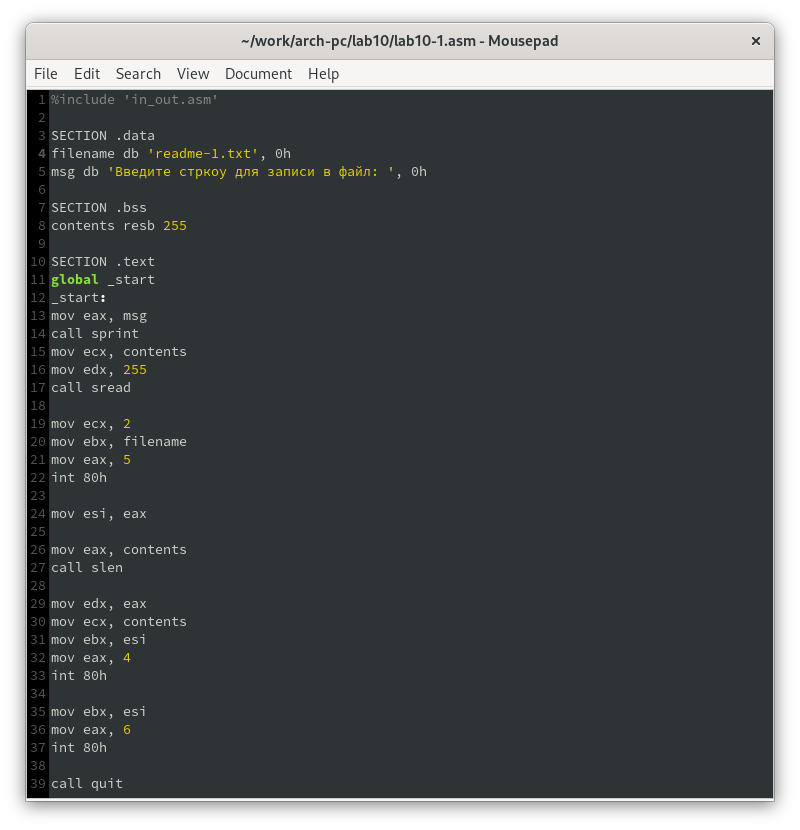 ~/work/arch-pc/lab10/lab10-1.asm - Mousepad
File Edit Search View Document Help
1 %include 'in_out.asm'
2
3 SECTION .data
4 filename db 'readme-1.txt', 0h
5 msg db 'Введите стркоу для записи в файл: ', 0h
6
7 SECTION .bss
8 contents resb 255
9
10 SECTION .text
11 global _start
12 _start:
13 mov eax, msg
14 call sprint
15 mov ecx, contents
16 mov edx, 255
17 call sread
18
19 mov ecx, 2
20 mov ebx, filename
21 mov eax, 5
22 int 80h
23
24 mov esi, eax
25
26 mov eax, contents
27 call slen
28
29 mov edx, eax
30 mov ecx, contents
31 mov ebx, esi
32 mov eax, 4
33 int 80h
34
35 mov ebx, esi
36 mov eax, 6
37 int 80h
38
39 call quit